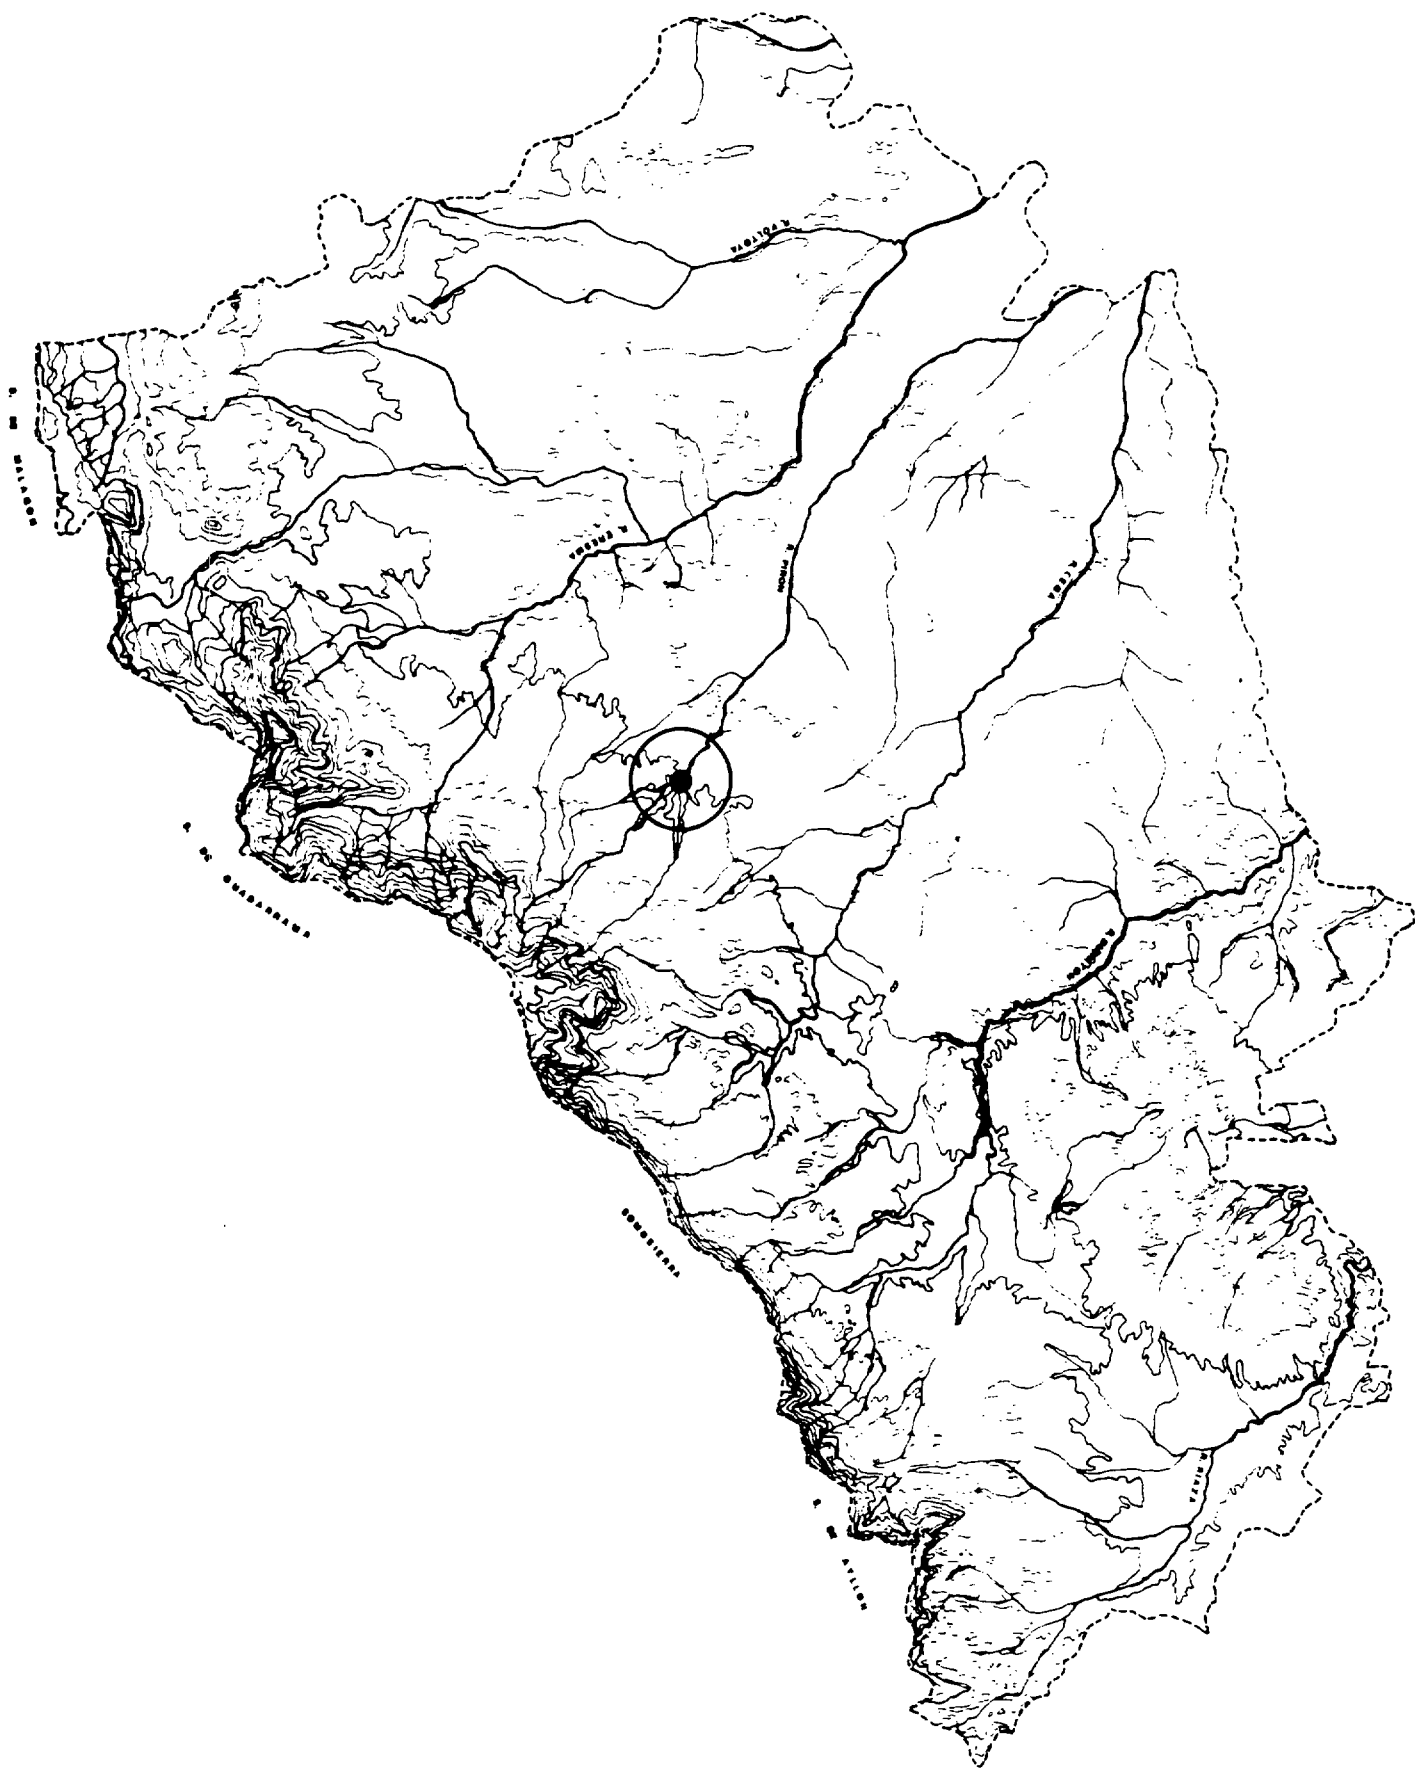 R. VOLTOYA
R. ERESMA
R. PIRON
R. CEGA
R. DURATON
R. RIAZA
S. DE MALAGON
S. DE GUADARRAMA
SOMOSIERRA
S. DE AYLLON